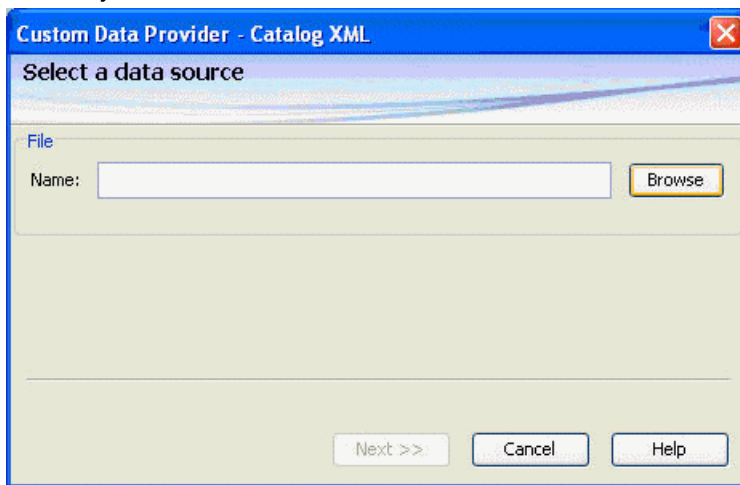 Custom Data Provider - Catalog XML
Select a data source
File
Name:
Browse
Next >>
Cancel
Help